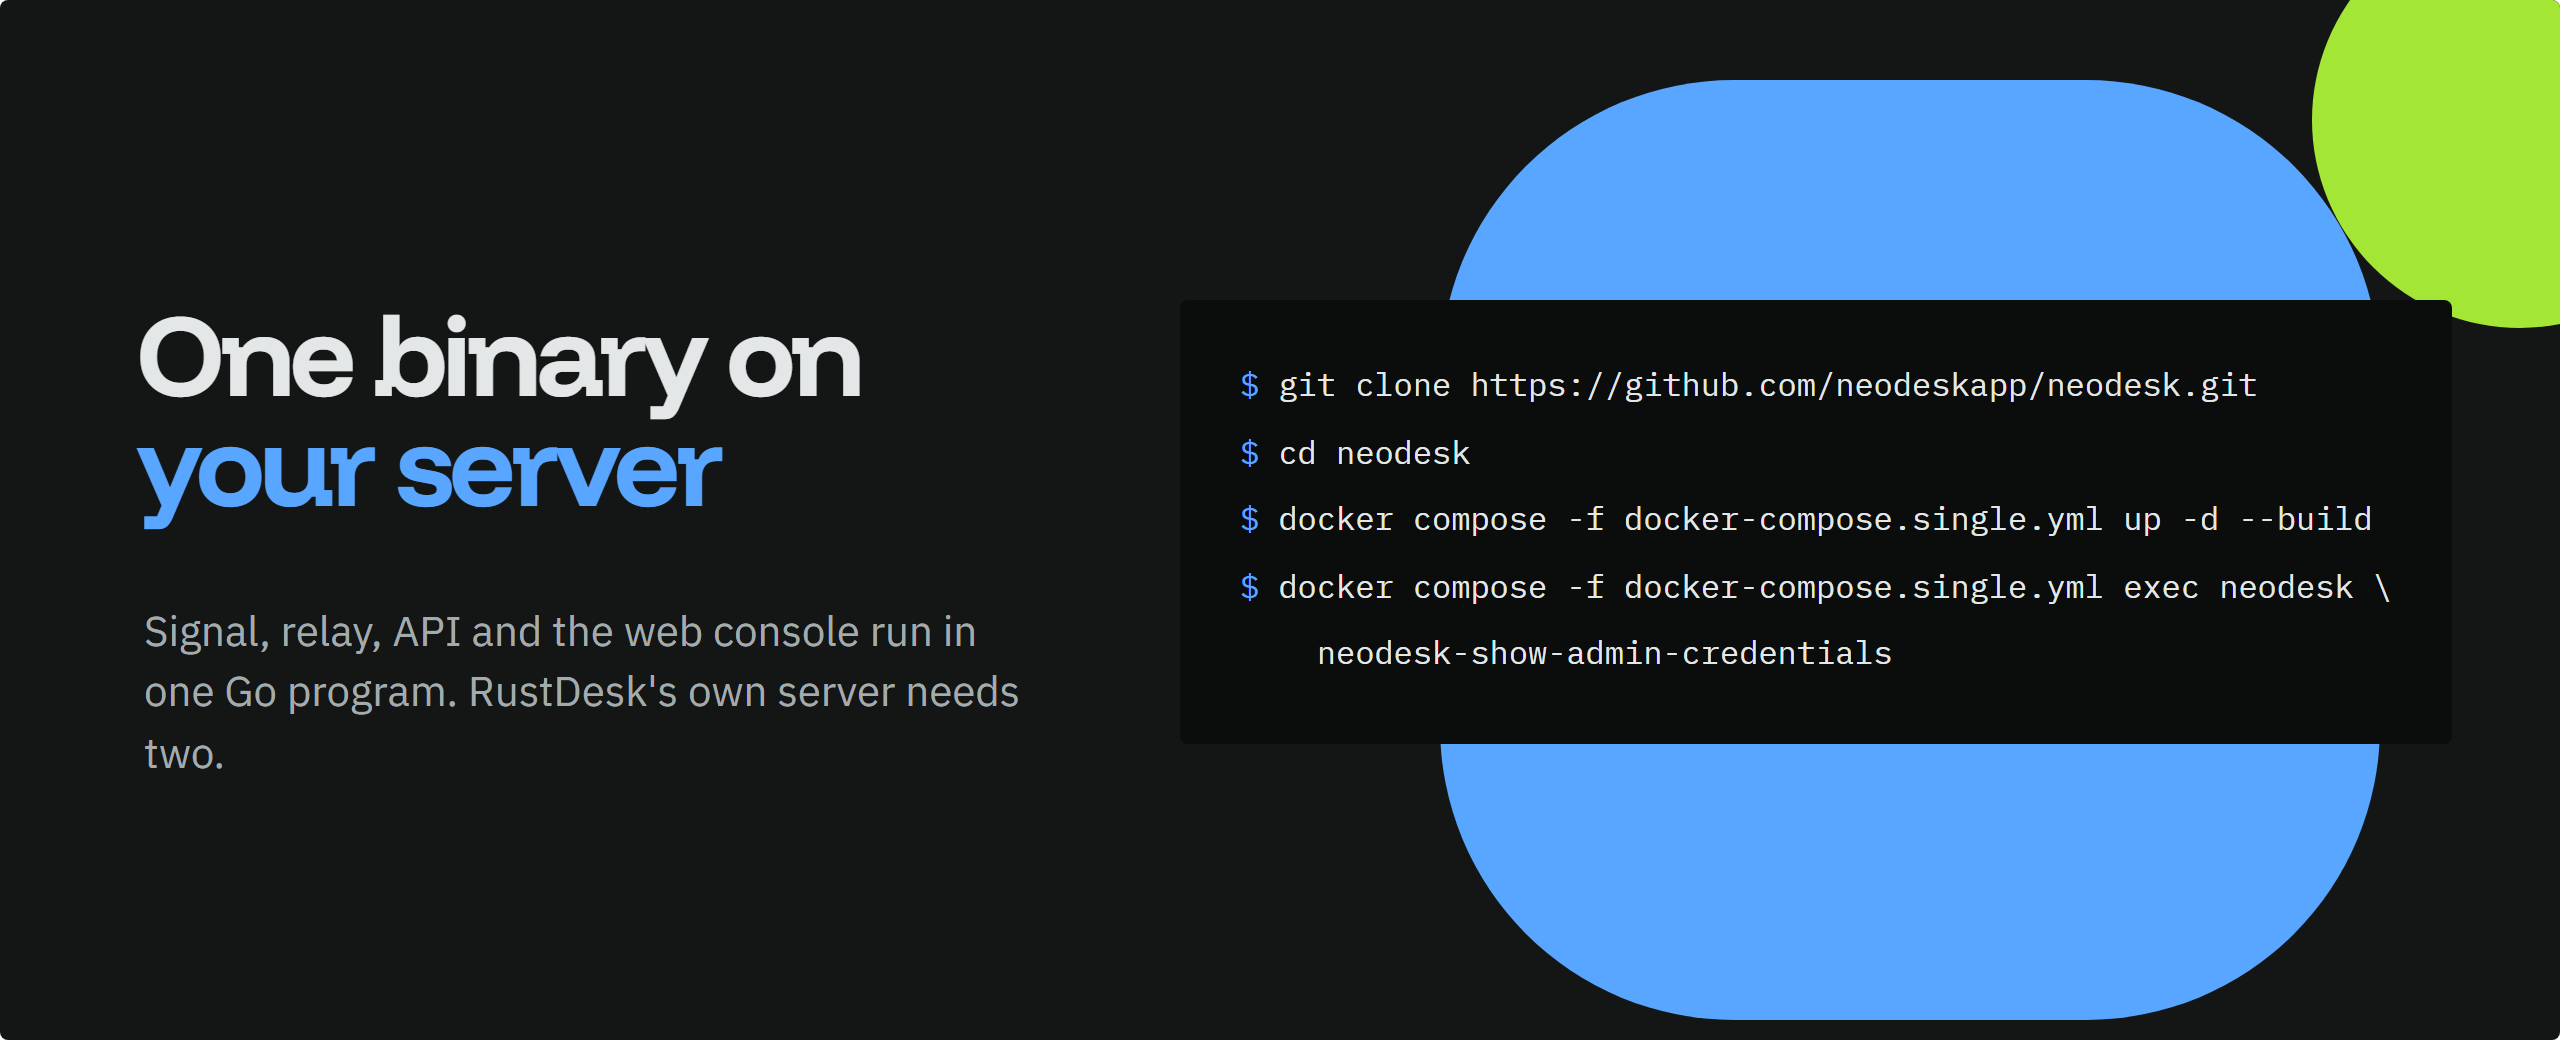 One binary on
your server
Signal, relay, API and the web console run in
one Go program. RustDesk's own server needs
two.
$ git clone https://github.com/neodeskapp/neodesk.git
$ cd neodesk
$ docker compose -f docker-compose.single.yml up -d --build
$ docker compose -f docker-compose.single.yml exec neodesk \
neodesk-show-admin-credentials